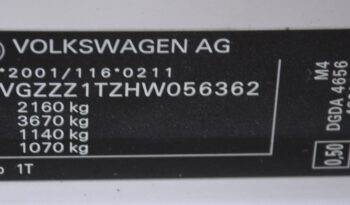 VOLKSWAGEN AG
*2001/116*0211
VGZZZ1TZHW056362
2160 kg
3670 kg
1140 kg
1070 kg
1T
M4
DGDA 4656
0,50